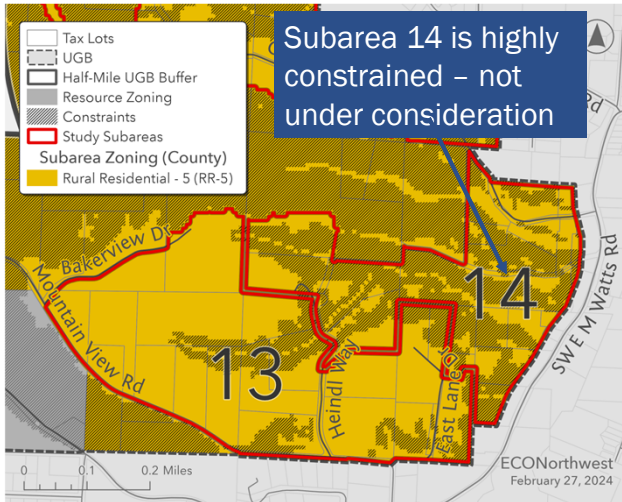 Tax Lots
UGB
Half-Mile UGB Buffer
Resource Zoning
Constraints
Study Subareas
Subarea Zoning (County)
Rural Residential - 5 (RR-5)
Subarea 14 is highly
constrained – not
under consideration
Rd
Bakerview Dr
Mountain View Rd
13
14
Heindl Way
East Lane Dr
SW E M Watts Rd
0 0.1 0.2 Miles
ECONorthwest
February 27, 2024